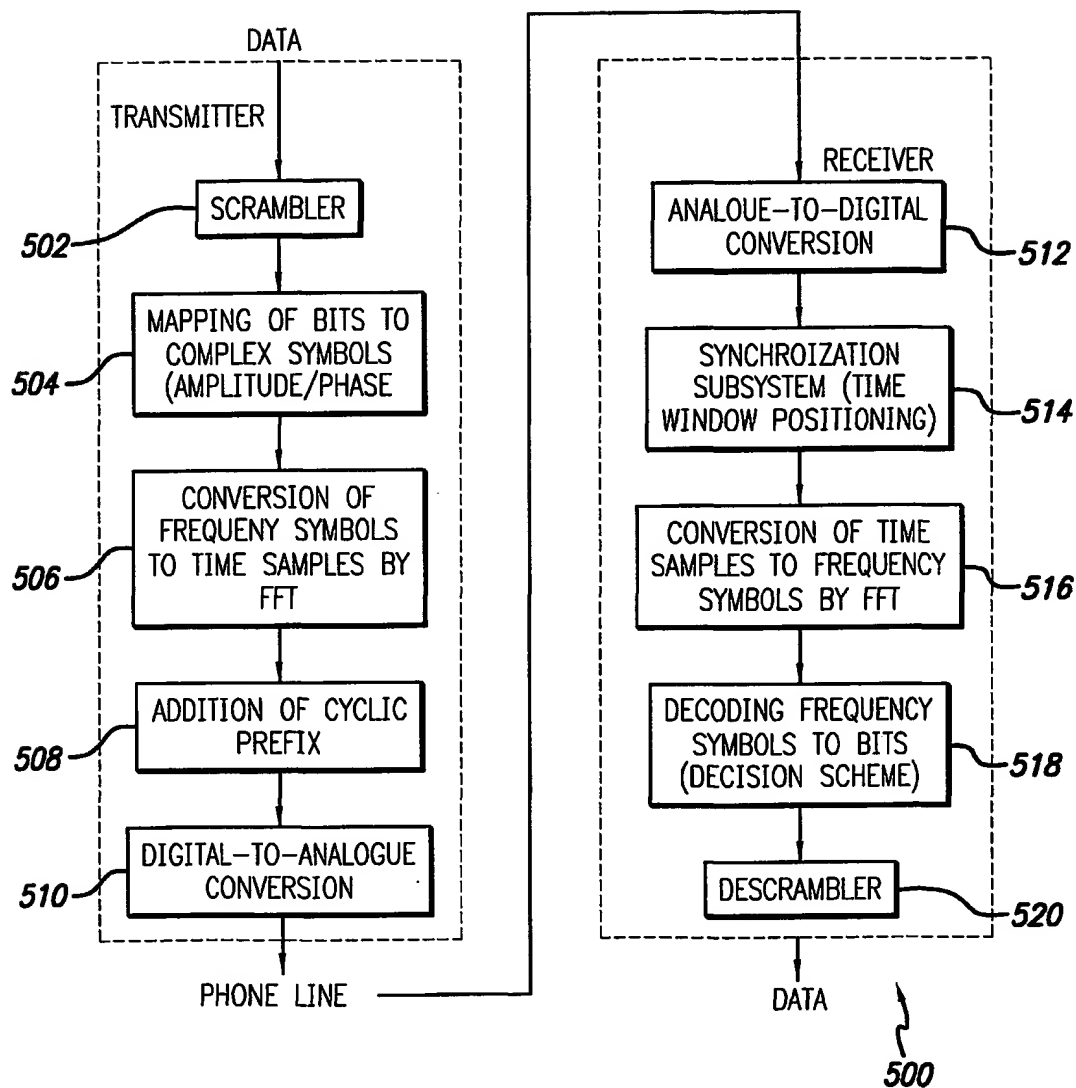 DATA
TRANSMITTER
SCRAMBLER
502
MAPPING OF BITS TO
COMPLEX SYMBOLS
(AMPLITUDE/PHASE
504
CONVERSION OF
FREQUENY SYMBOLS
TO TIME SAMPLES BY
FFT
506
ADDITION OF CYCLIC
PREFIX
508
DIGITAL-TO-ANALOGUE
CONVERSION
510
PHONE LINE
RECEIVER
ANALOUE-TO-DIGITAL
CONVERSION
512
SYNCHROIZATION
SUBSYSTEM (TIME
WINDOW POSITIONING)
514
CONVERSION OF TIME
SAMPLES TO FREQUENCY
SYMBOLS BY FFT
516
DECODING FREQUENCY
SYMBOLS TO BITS
(DECISION SCHEME)
518
DESCRAMBLER
520
DATA
500